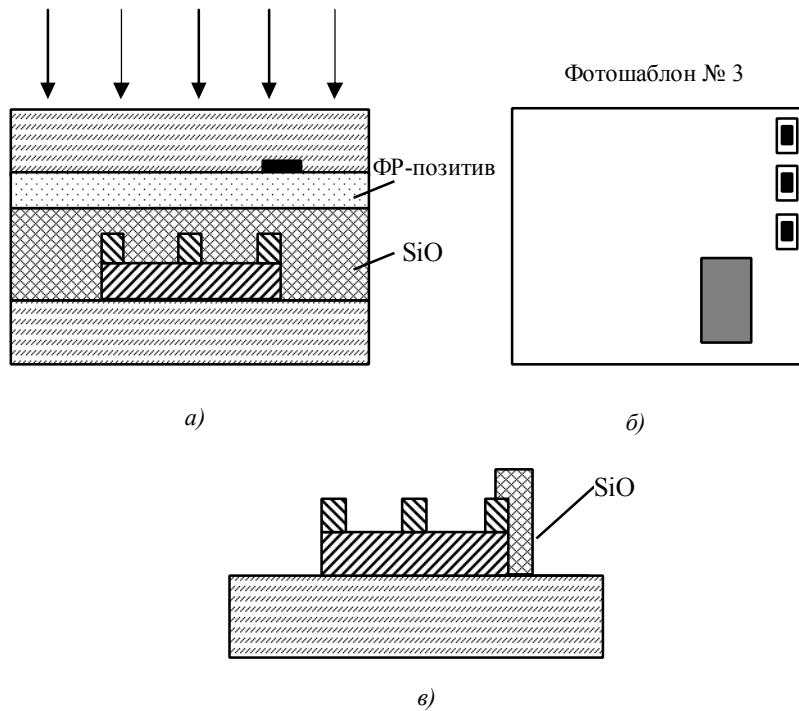 Фотошаблон № 3
ФР-позитив
SiO
а)
б)
SiO
в)